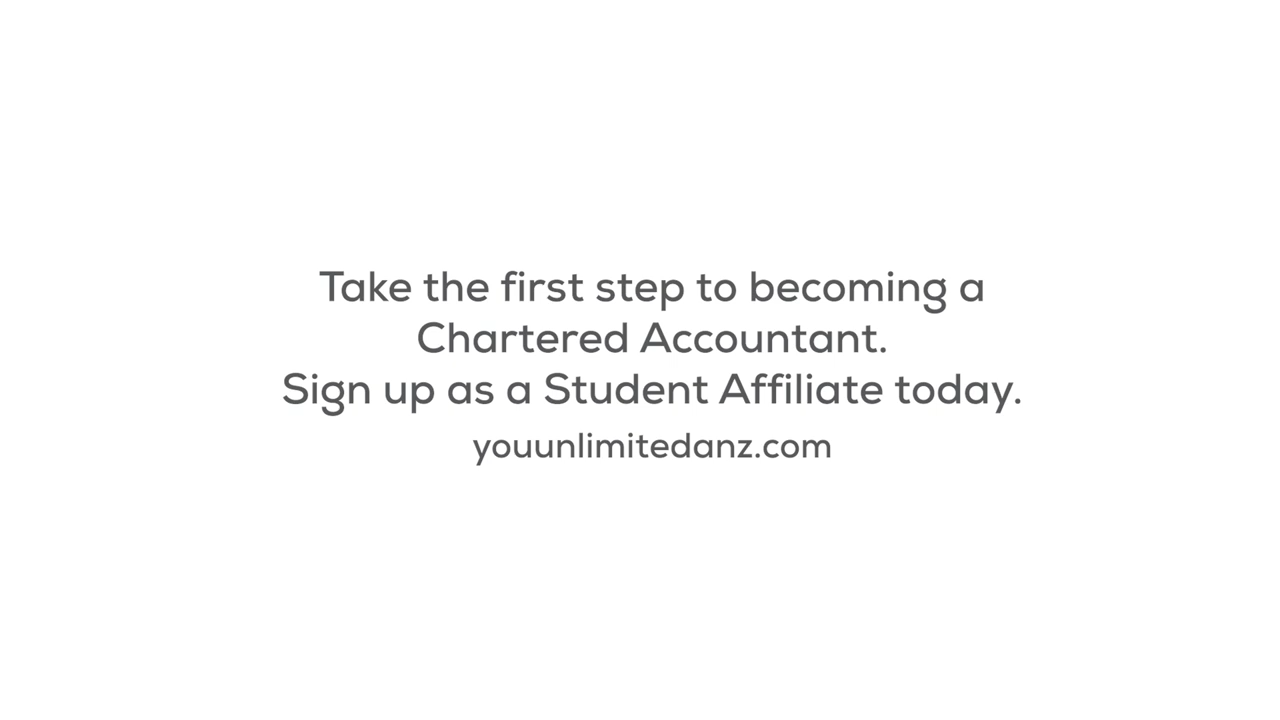 Take the first step to becoming a
Chartered Accountant.
Sign up as a Student Affiliate today.
youunlimitedanz.com